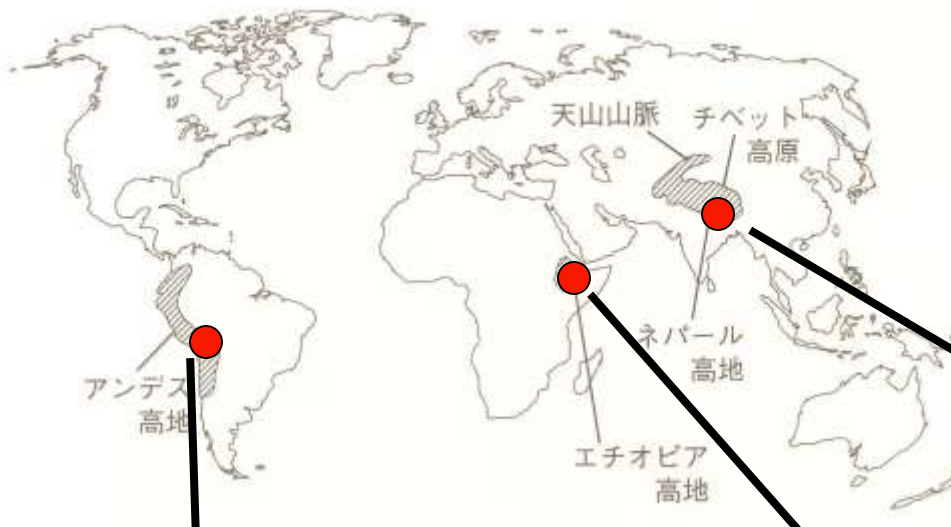 天山山脈
チベット
高原
ネパール
高地
アンデス
高地
エチオピア
高地